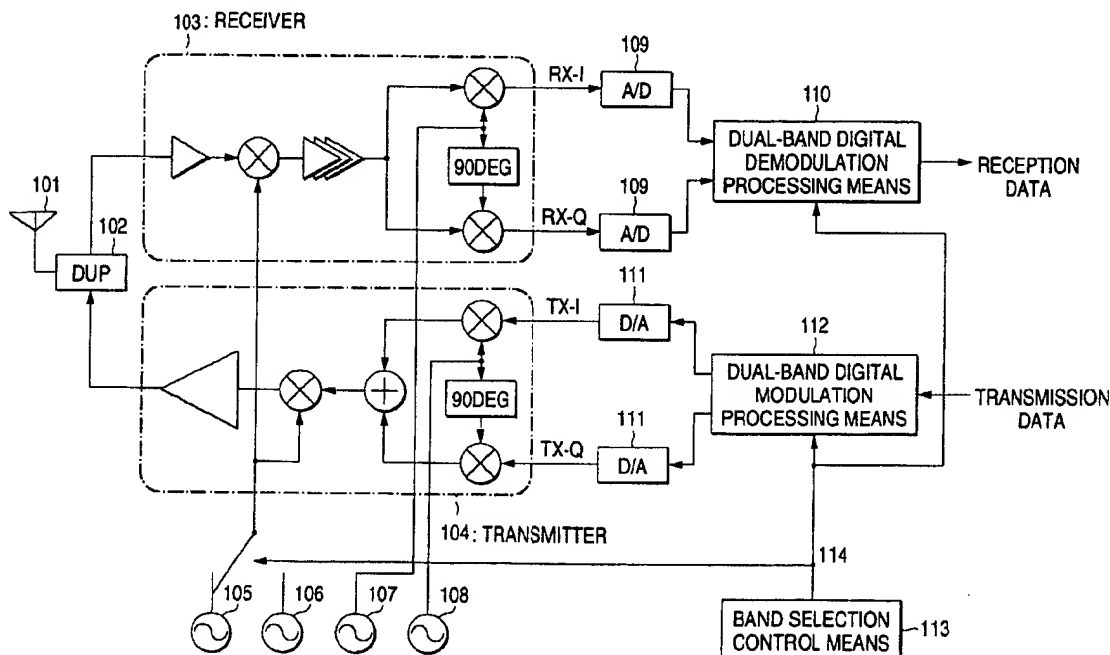 103: RECEIVER
RX-I
109
A/D
110
DUAL-BAND DIGITAL
DEMODULATION
PROCESSING MEANS
RECEPTION
DATA
90DEG
101
102
DUP
RX-Q
109
A/D
TX-I
111
D/A
112
DUAL-BAND DIGITAL
MODULATION
PROCESSING MEANS
TRANSMISSION
DATA
90DEG
TX-Q
111
D/A
104: TRANSMITTER
114
105
106
107
108
BAND SELECTION
CONTROL MEANS
113